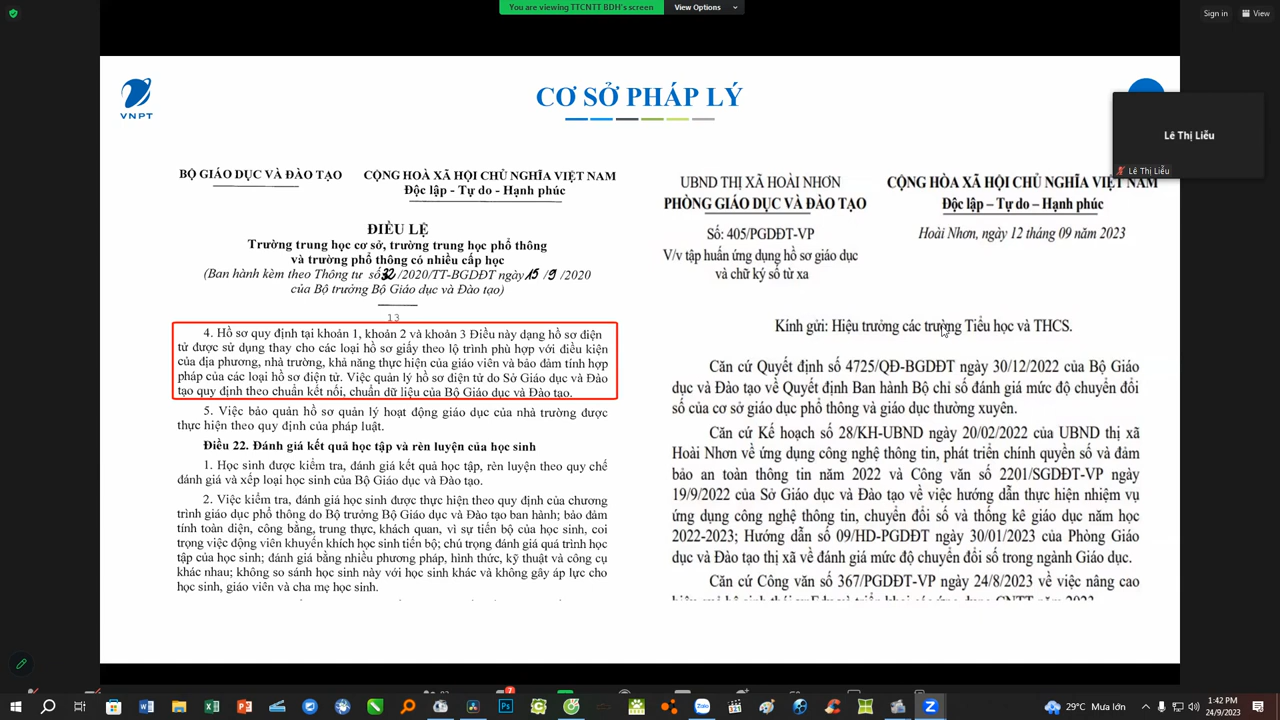 You are viewing TTCNTT BDH's screen
View Options
Sign in
View
VNPT
CƠ SỞ PHÁP LÝ
Lê Thị Liễu
Lê Thị Liễu
BỘ GIÁO DỤC VÀ ĐÀO TẠO
CỘNG HOÀ XÃ HỘI CHỦ NGHĨA VIỆT NAM
Độc lập - Tự do - Hạnh phúc
ĐIỀU LỆ
Trường trung học cơ sở, trường trung học phổ thông
và trường phổ thông có nhiều cấp học
(Ban hành kèm theo Thông tư số 32/2020/TT-BGDĐT ngày 15/9/2020
của Bộ trưởng Bộ Giáo dục và Đào tạo)
13
4. Hồ sơ quy định tại khoản 1, khoản 2 và khoản 3 Điều này dạng hồ sơ điện
tử được sử dụng thay cho các loại hồ sơ giấy theo lộ trình phù hợp với điều kiện
của địa phương, nhà trường, khả năng thực hiện của giáo viên và bảo đảm tính hợp
pháp của các loại hồ sơ điện tử. Việc quản lý hồ sơ điện tử do Sở Giáo dục và Đào
tạo quy định theo chuẩn kết nối, chuẩn dữ liệu của Bộ Giáo dục và Đào tạo.
5. Việc bảo quản hồ sơ quản lý hoạt động giáo dục của nhà trường được
thực hiện theo quy định của pháp luật.
Điều 22. Đánh giá kết quả học tập và rèn luyện của học sinh
1. Học sinh được kiểm tra, đánh giá kết quả học tập, rèn luyện theo quy chế
đánh giá và xếp loại học sinh của Bộ Giáo dục và Đào tạo.
2. Việc kiểm tra, đánh giá học sinh được thực hiện theo quy định của chương
trình giáo dục phổ thông do Bộ trưởng Bộ Giáo dục và Đào tạo ban hành; bảo đảm
tính toàn diện, công bằng, trung thực, khách quan, vì sự tiến bộ của học sinh, coi
trọng việc động viên khuyến khích học sinh tiến bộ; chú trọng đánh giá quá trình học
tập của học sinh; đánh giá bằng nhiều phương pháp, hình thức, kỹ thuật và công cụ
khác nhau; không so sánh học sinh này với học sinh khác và không gây áp lực cho
học sinh, giáo viên và cha mẹ học sinh.
UBND THỊ XÃ HOÀI NHƠN
PHÒNG GIÁO DỤC VÀ ĐÀO TẠO
CỘNG HÒA XÃ HỘI CHỦ NGHĨA VIỆT NAM
Độc lập – Tự do – Hạnh phúc
Số: 405/PGDĐT-VP
Hoài Nhơn, ngày 12 tháng 09 năm 2023
V/v tập huấn ứng dụng hồ sơ giáo dục
và chữ ký số từ xa
Kính gửi: Hiệu trưởng các trường Tiểu học và THCS.
Căn cứ Quyết định số 4725/QĐ-BGDĐT ngày 30/12/2022 của Bộ Giáo
dục và Đào tạo về Quyết định Ban hành Bộ chỉ số đánh giá mức độ chuyển đổi
số của cơ sở giáo dục phổ thông và giáo dục thường xuyên.
Căn cứ Kế hoạch số 28/KH-UBND ngày 20/02/2022 của UBND thị xã
Hoài Nhơn về ứng dụng công nghệ thông tin, phát triển chính quyền số và đảm
bảo an toàn thông tin năm 2022 và Công văn số 2201/SGDĐT-VP ngày
19/9/2022 của Sở Giáo dục và Đào tạo về việc hướng dẫn thực hiện nhiệm vụ
ứng dụng công nghệ thông tin, chuyển đổi số và thống kê giáo dục năm học
2022-2023; Hướng dẫn số 09/HD-PGDĐT ngày 30/01/2023 của Phòng Giáo
dục và Đào tạo thị xã về đánh giá mức độ chuyển đổi số trong ngành Giáo dục.
Căn cứ Công văn số 367/PGDĐT-VP ngày 24/8/2023 về việc nâng cao
29°C Mưa lớn
1:42 PM
24/9/2023